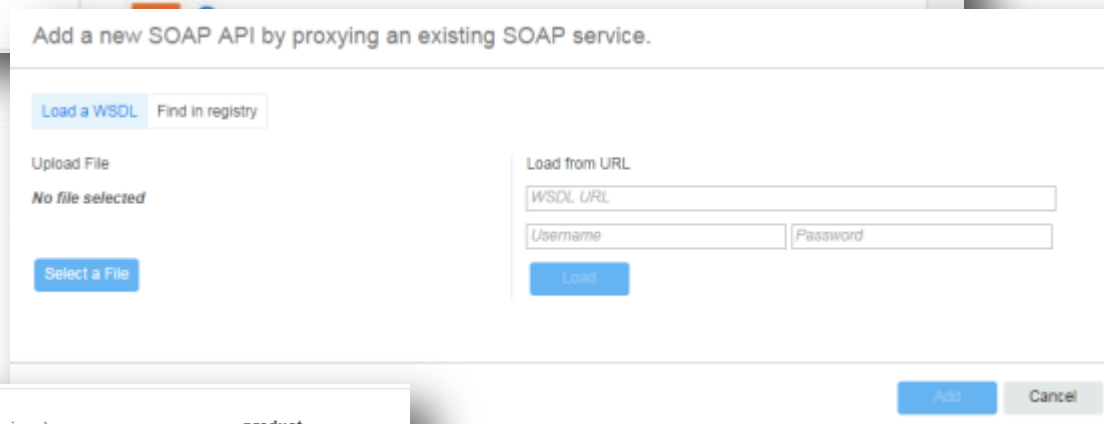 Add a new SOAP API by proxying an existing SOAP service.
Load a WSDL Find in registry
Upload File
Load from URL
No file selected
WSDL URL
Username Password
Select a File
Load
Add Cancel
product